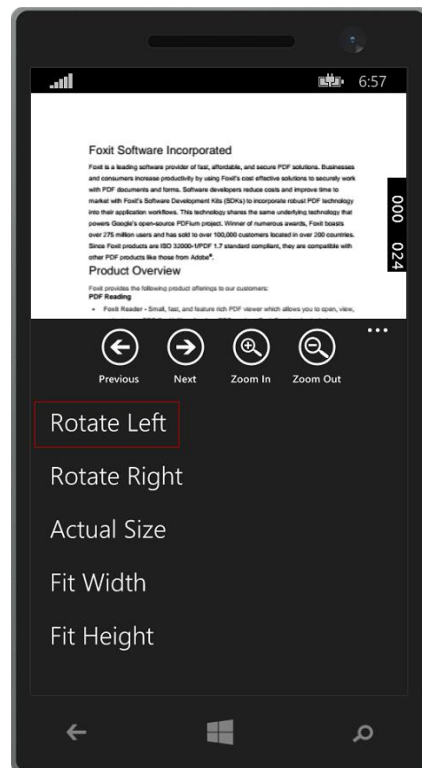 6:57
Foxit Software Incorporated
Foxit is a leading software provider of fast, affordable, and secure PDF solutions. Businesses
and consumers increase productivity by using Foxit's cost effective solutions to securely work
with PDF documents and forms. Software developers reduce costs and improve time to
market with Foxit's Software Development Kits (SDKs) to incorporate robust PDF technology
into their application workflows. This technology shares the same underlying technology that
powers Google's open-source PDFium project. Winner of numerous awards, Foxit boasts
over 275 million users and has sold to over 100,000 customers located in over 200 countries.
Since Foxit products are ISO 32000-1/PDF 1.7 standard compliant, they are compatible with
other PDF products like those from Adobe®.
Product Overview
Foxit provides the following product offerings to our customers:
PDF Reading
• Foxit Reader - Small, fast, and feature rich PDF viewer which allows you to open, view,
000 024
Previous Next Zoom In Zoom Out
Rotate Left
Rotate Right
Actual Size
Fit Width
Fit Height